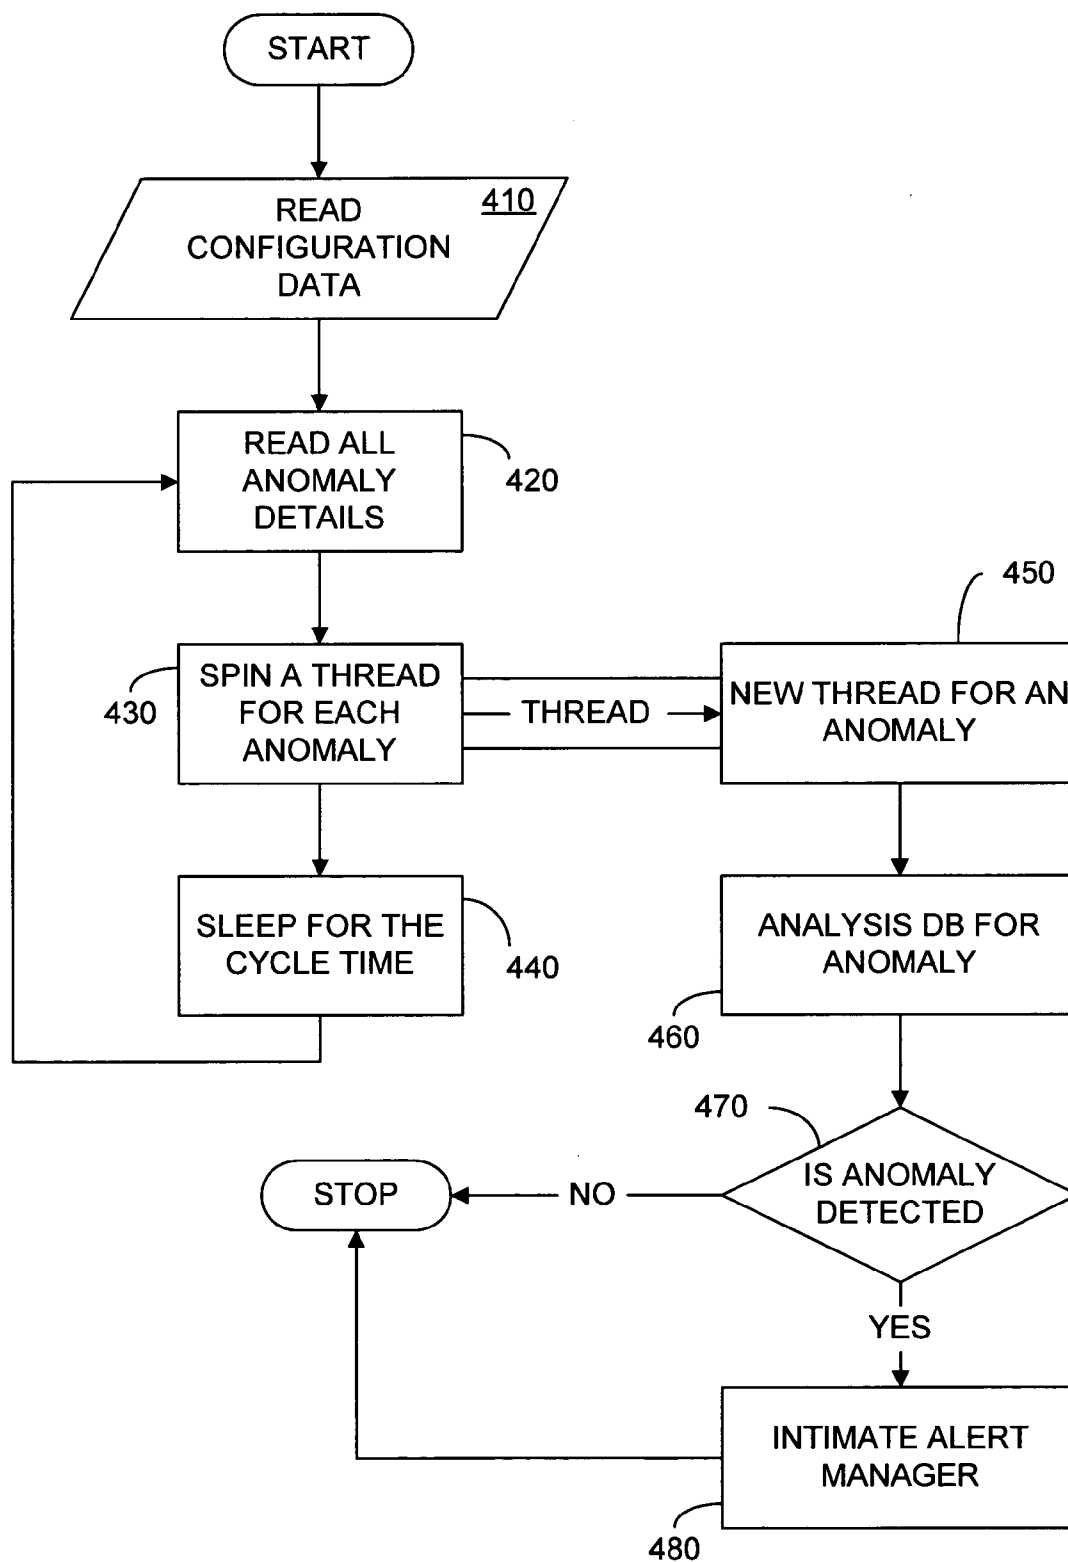 START
410
READ
CONFIGURATION
DATA
READ ALL
ANOMALY
DETAILS
420
450
SPIN A THREAD
FOR EACH
ANOMALY
430
THREAD
NEW THREAD FOR AN
ANOMALY
SLEEP FOR THE
CYCLE TIME
440
ANALYSIS DB FOR
ANOMALY
460
470
IS ANOMALY
DETECTED
NO
STOP
YES
INTIMATE ALERT
MANAGER
480